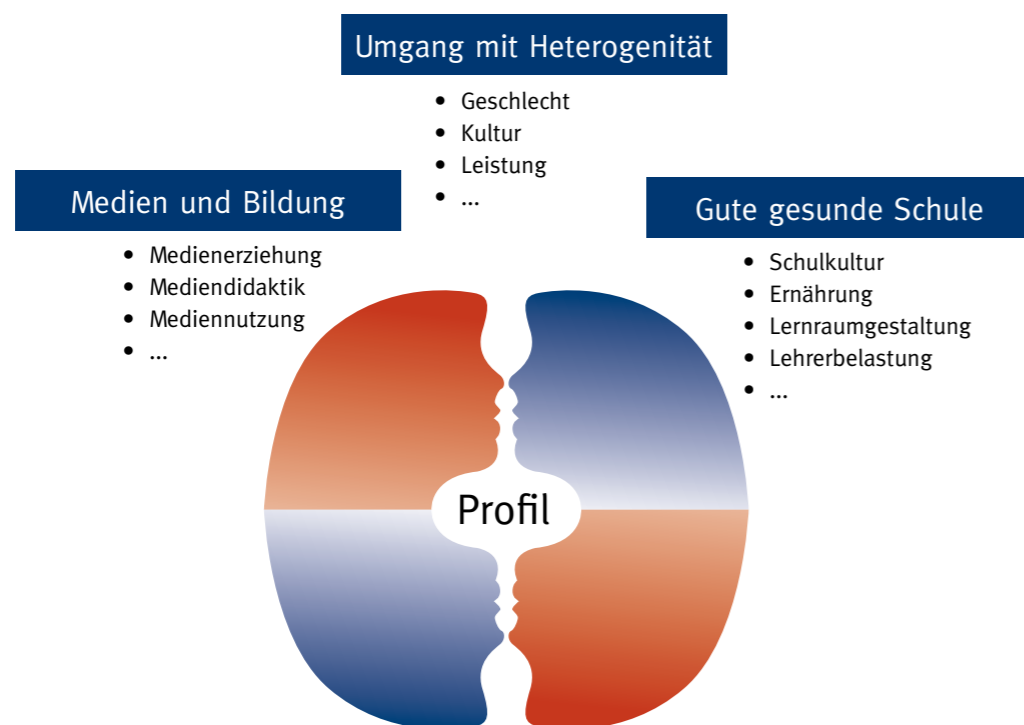 Umgang mit Heterogenität
• Geschlecht
• Kultur
• Leistung
• ...
Medien und Bildung
• Medienerziehung
• Mediendidaktik
• Mediennutzung
• ...
Gute gesunde Schule
• Schulkultur
• Ernährung
• Lernraumgestaltung
• Lehrerbelastung
• ...
Profil